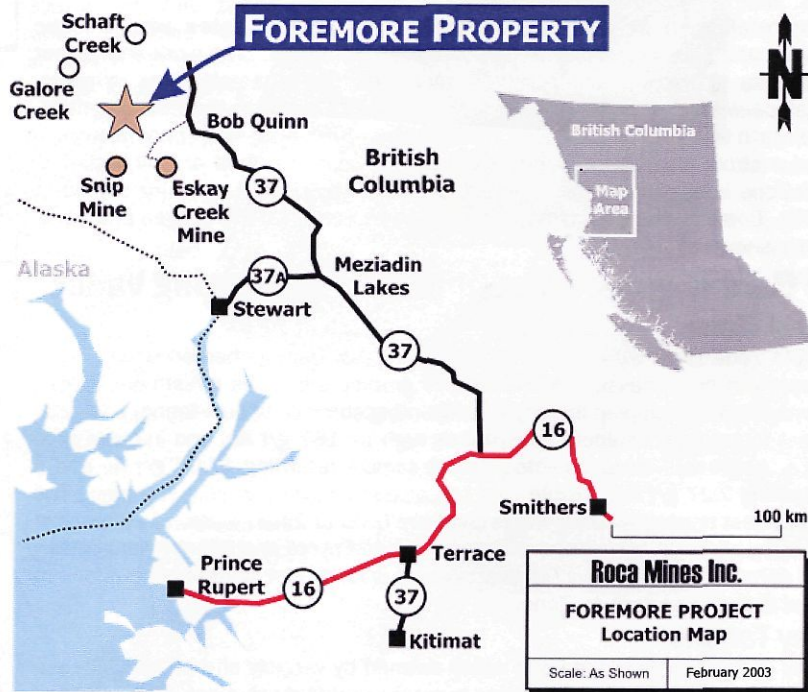 FOREMORE PROPERTY
Schaft
Creek
Galore
Creek
N
Bob Quinn
British
Columbia
British Columbia
Map
Area
Snip
Mine
Eskay
Creek
Mine
37
Alaska
37A
Meziadin
Lakes
Stewart
37
16
Smithers
100 km
Prince
Rupert
16
Terrace
37
Kitimat
Roca Mines Inc.
FOREMORE PROJECT
Location Map
Scale: As Shown
February 2003